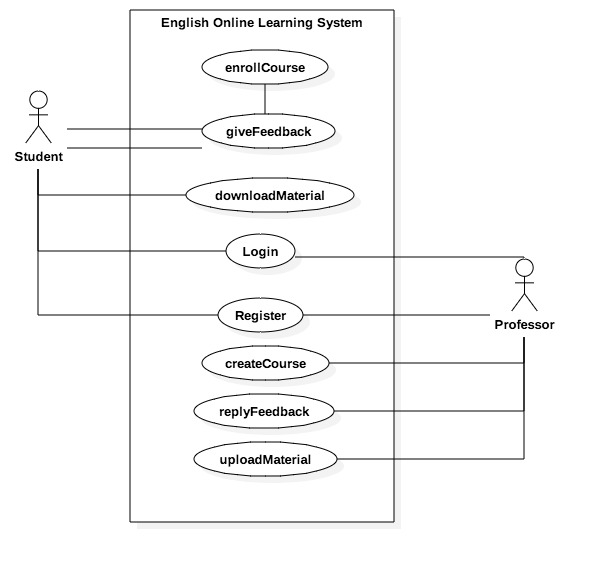 English Online Learning System
enrollCourse
giveFeedback
Student
downloadMaterial
Login
Register
Professor
createCourse
replyFeedback
uploadMaterial